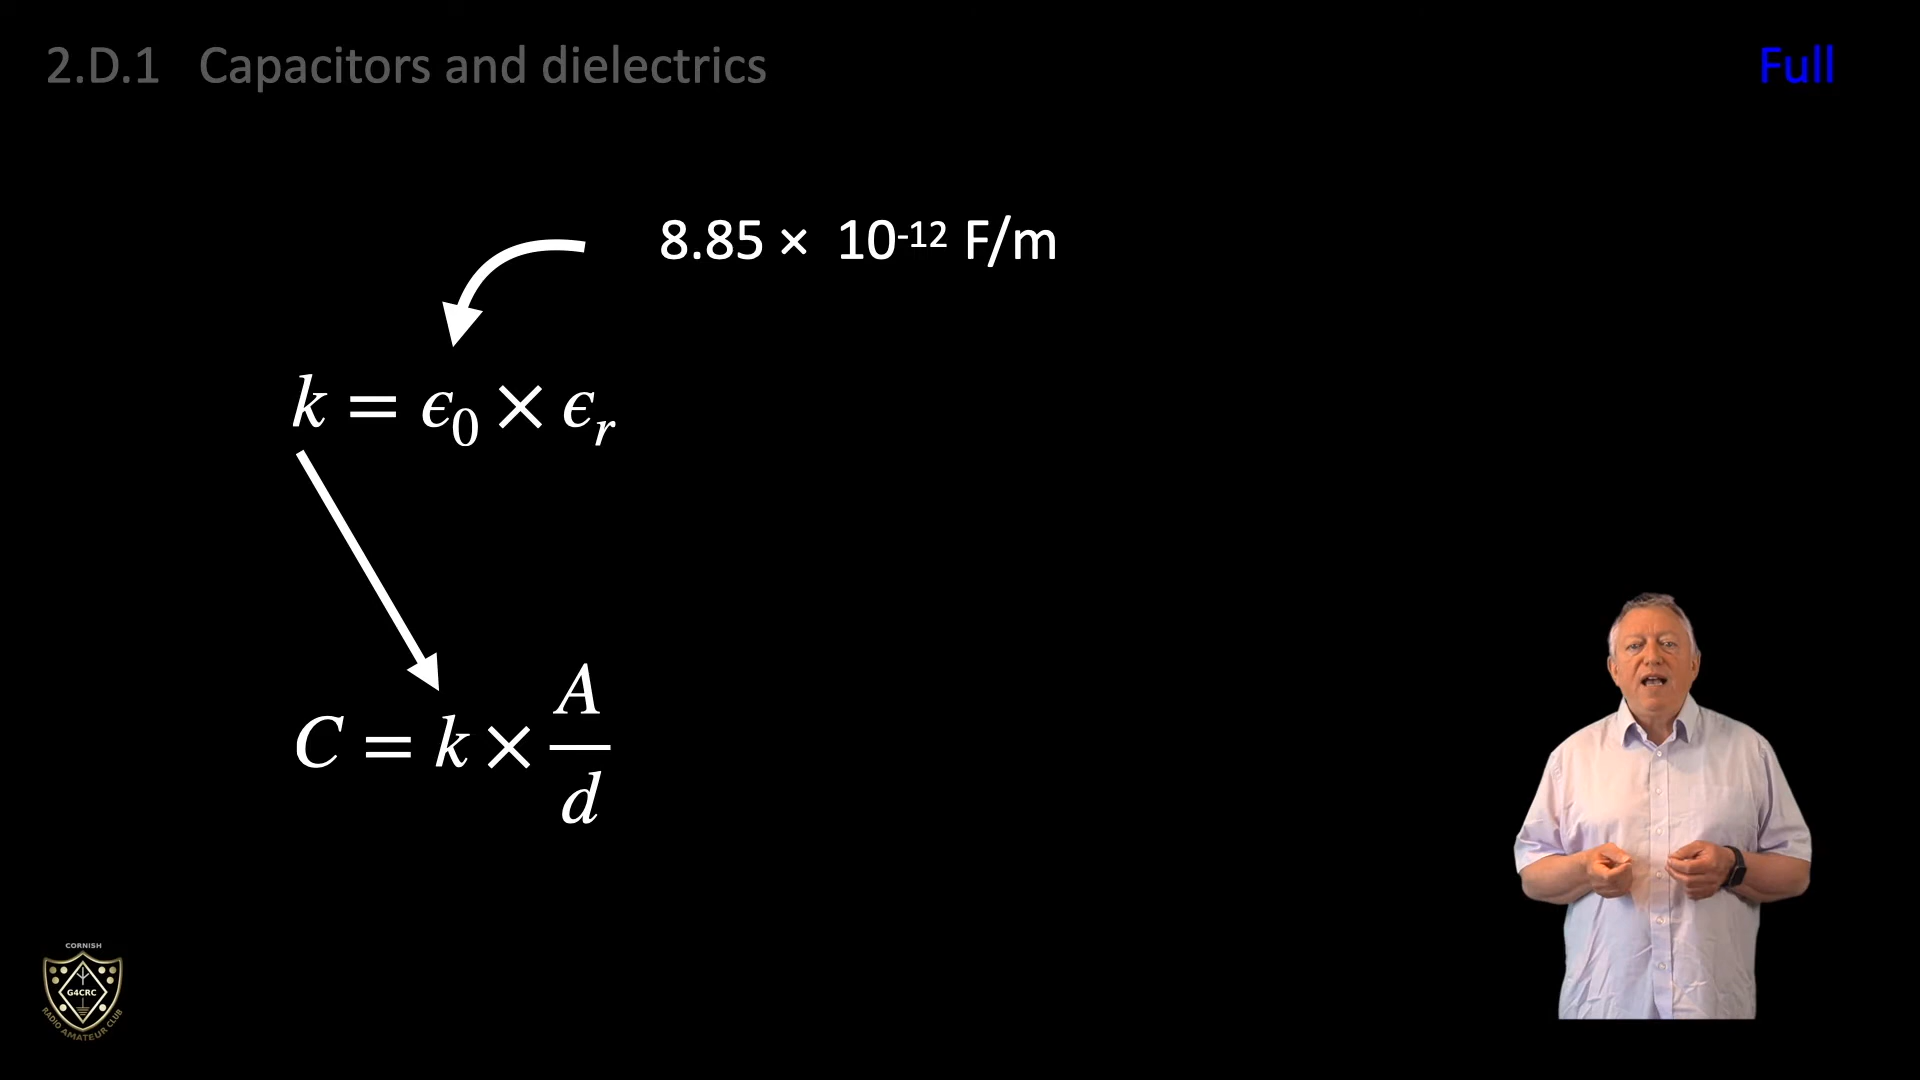 2.D.1 Capacitors and dielectrics
Full
8.85 × 10⁻¹² F/m
k = ϵ₀ × ϵᵣ
C = k × A/d
CORNISH
G4CRC
RADIO AMATEUR CLUB